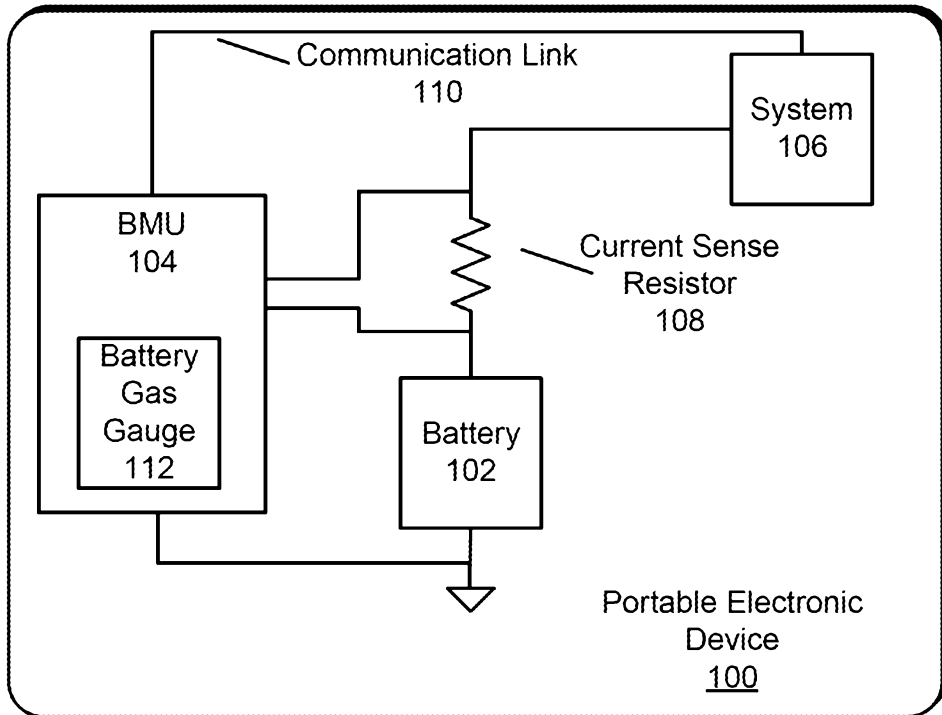 Communication Link
110
System
106
BMU
104
Current Sense
Resistor
108
Battery
Gas
Gauge
112
Battery
102
Portable Electronic
Device
100